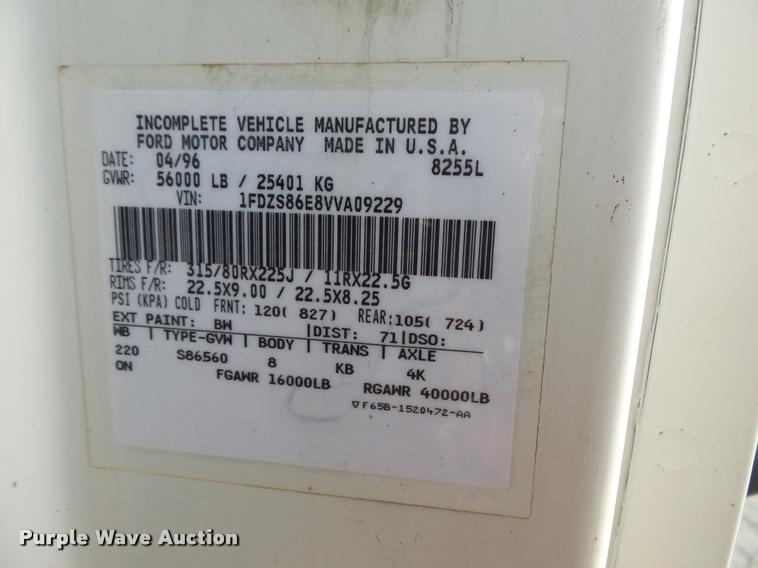 INCOMPLETE VEHICLE MANUFACTURED BY
FORD MOTOR COMPANY MADE IN U.S.A.
DATE: 04/96 8255L
GVWR: 56000 LB / 25401 KG
VIN: 1FDZS86E8VVA09229
TIRES F/R: 315/80RX225J / 11RX22.5G
RIMS F/R: 22.5X9.00 / 22.5X8.25
PSI (KPA) COLD FRNT: 120( 827) REAR: 105( 724)
EXT PAINT: BW |DIST: 71|DSO:
WB | TYPE-GVW | BODY | TRANS | AXLE
220 S86560 8 KB 4K
ON FGAWR 16000LB RGAWR 40000LB
▽F65B-1520472-AA
Purple Wave Auction